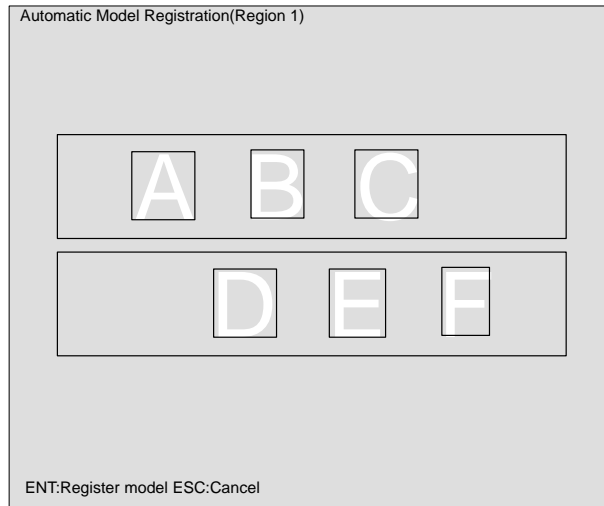 Automatic Model Registration(Region 1)
A B C
D E F
ENT:Register model ESC:Cancel